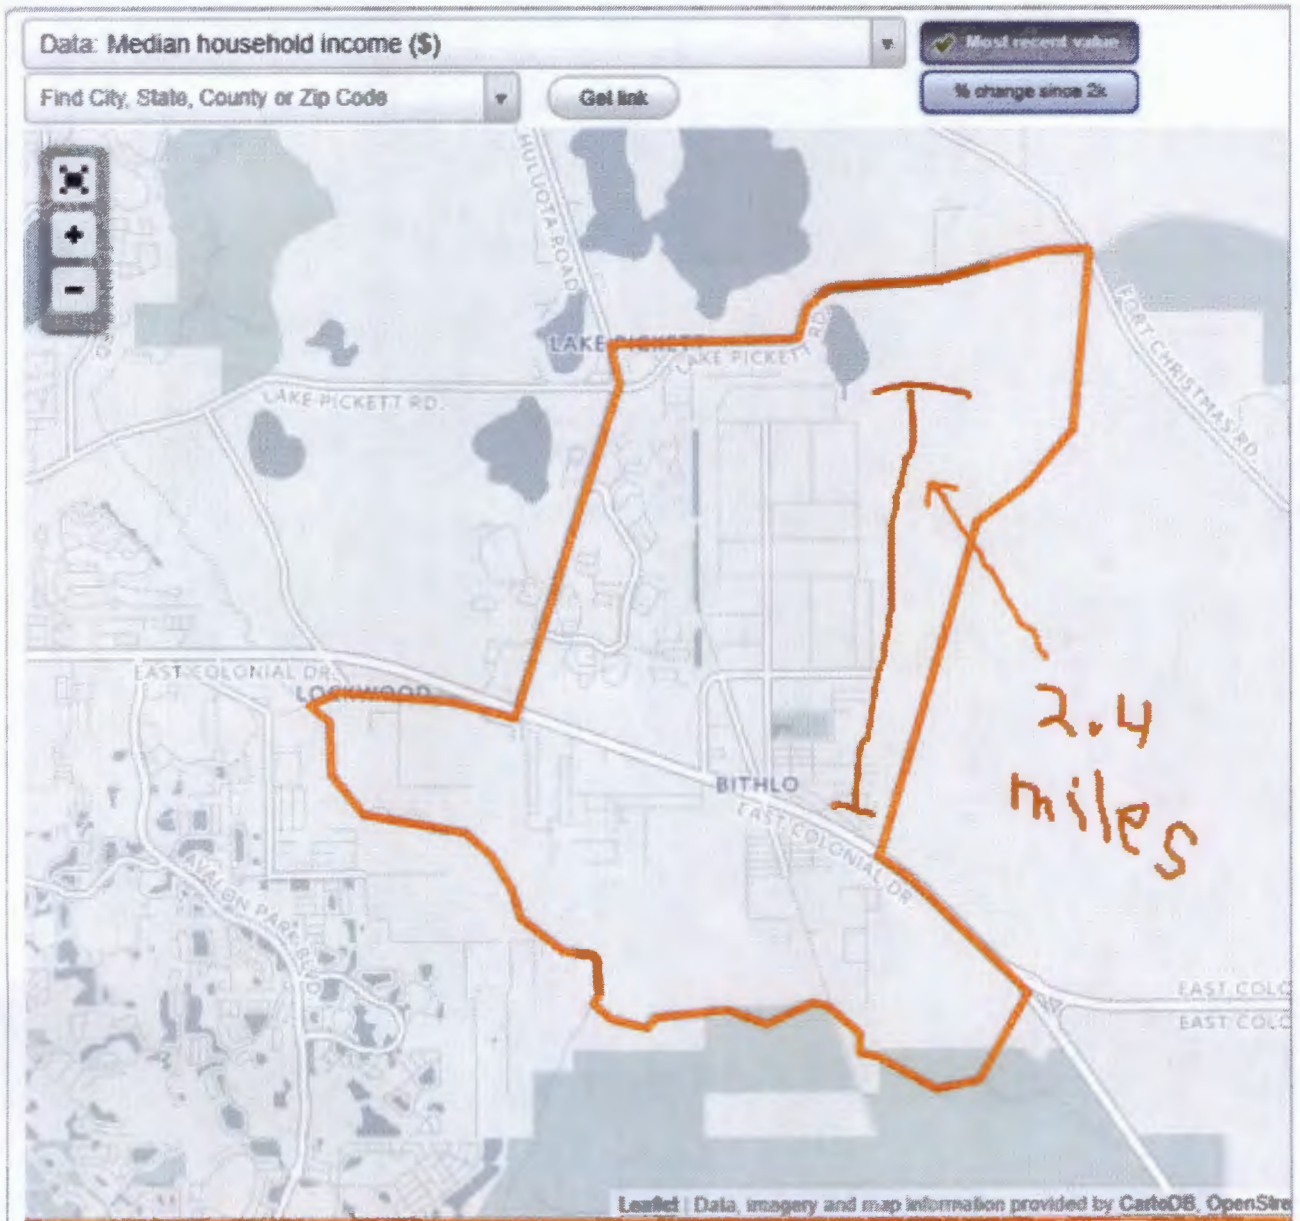 Data: Median household income ($)
Most recent value
Find City, State, County or Zip Code
Get link
% change since 2k
+
-
HULUOTA ROAD
FORT CHRISTMAS RD.
LAKE PICKETT
LAKE PICKETT RD.
LAKE PICKETT RD.
EAST COLONIAL DR.
LOCKWOOD
2.4
miles
BITHLO
EAST COLONIAL DR.
AVALON PARK BLVD
EAST COLO
EAST COLO
Leaflet | Data, imagery and map information provided by CartoDB, OpenStre